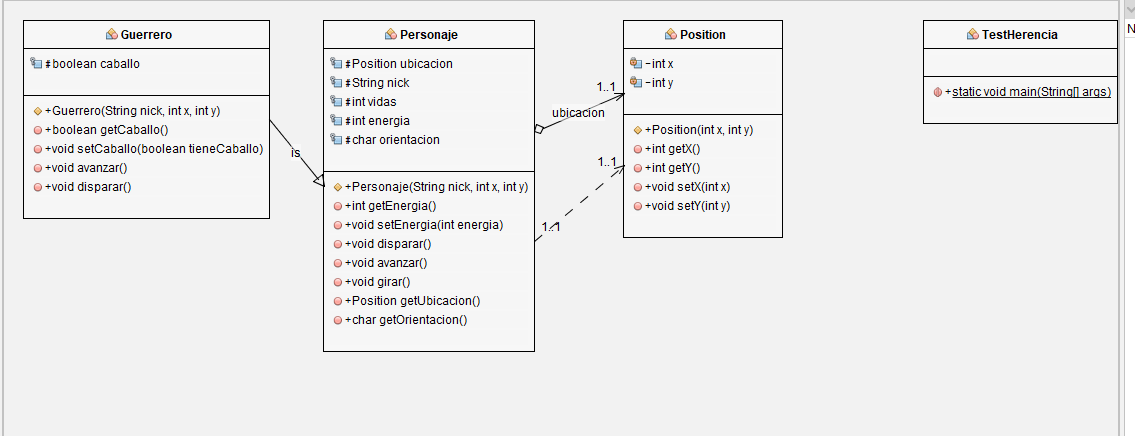 Guerrero
#boolean caballo
+Guerrero(String nick, int x, int y)
+boolean getCaballo()
+void setCaballo(boolean tieneCaballo)
+void avanzar()
+void disparar()
is
Personaje
#Position ubicacion
#String nick
#int vidas
#int energia
#char orientacion
+Personaje(String nick, int x, int y)
+int getEnergia()
+void setEnergia(int energia)
+void disparar()
+void avanzar()
+void girar()
+Position getUbicacion()
+char getOrientacion()
1..1
ubicacion
1..1
1..1
Position
-int x
-int y
+Position(int x, int y)
+int getX()
+int getY()
+void setX(int x)
+void setY(int y)
TestHerencia
+static void main(String[] args)
N